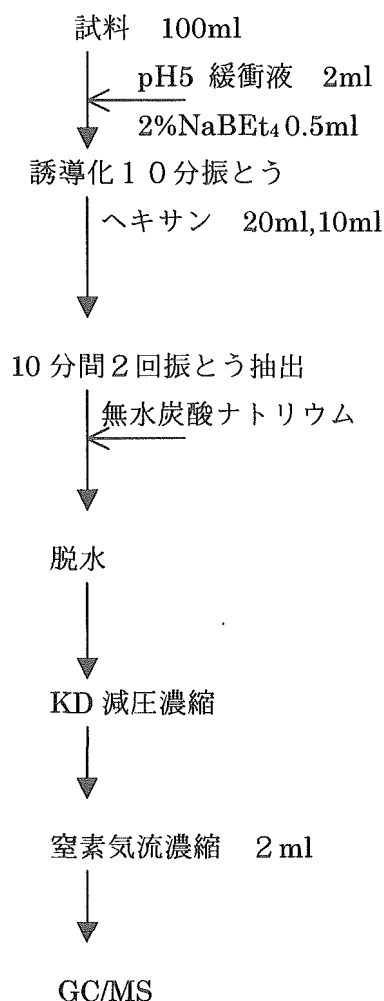 試料 100ml
pH5 緩衝液 2ml
2%NaBEt₄ 0.5ml
誘導化１０分振とう
ヘキサン 20ml,10ml
10 分間２回振とう抽出
無水炭酸ナトリウム
脱水
KD 減圧濃縮
窒素気流濃縮 ２ml
GC/MS